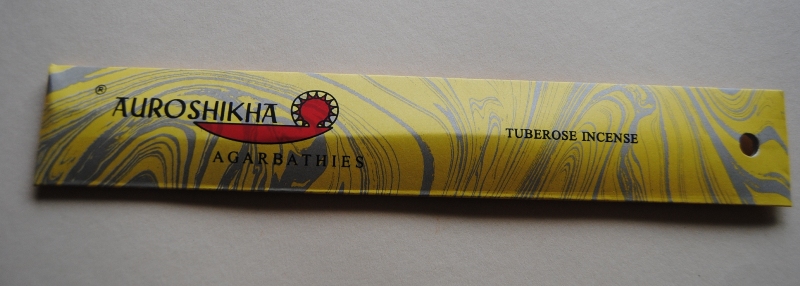 ® AUROSHIKHA
AGARBATHIES
TUBEROSE INCENSE